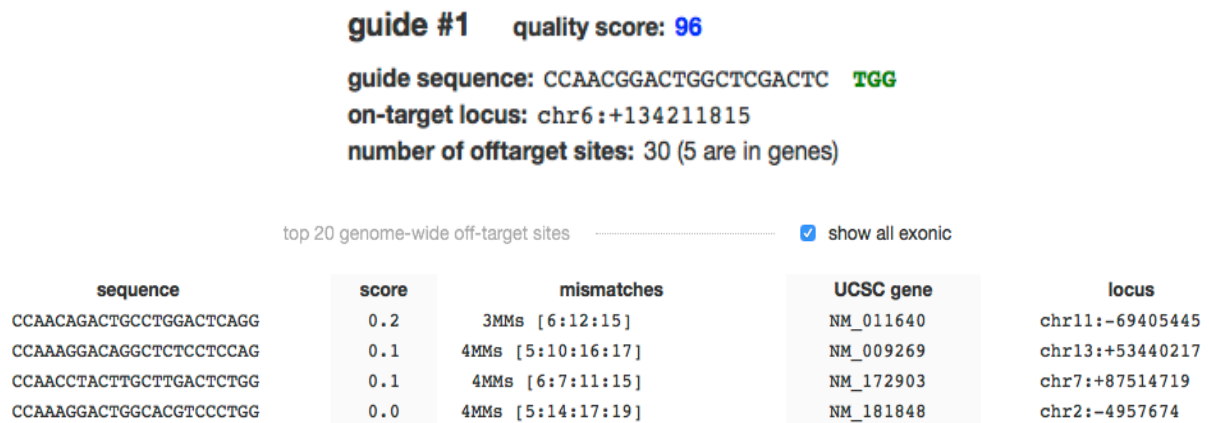 guide #1 quality score: 96
guide sequence: CCAACGGACTGGCTCGACTC TGG
on-target locus: chr6:+134211815
number of offtarget sites: 30 (5 are in genes)
top 20 genome-wide off-target sites show all exonic
sequence score mismatches UCSC gene locus
CCAACAGACTGCCTGGACTCAGG 0.2 3MMs [6:12:15] NM_011640 chr11:-69405445
CCAAAGGACAGGCTCTCCTCCAG 0.1 4MMs [5:10:16:17] NM_009269 chr13:+53440217
CCAACCTACTTGCTTGACTCTGG 0.1 4MMs [6:7:11:15] NM_172903 chr7:+87514719
CCAAAGGACTGGCACGTCCCTGG 0.0 4MMs [5:14:17:19] NM_181848 chr2:-4957674